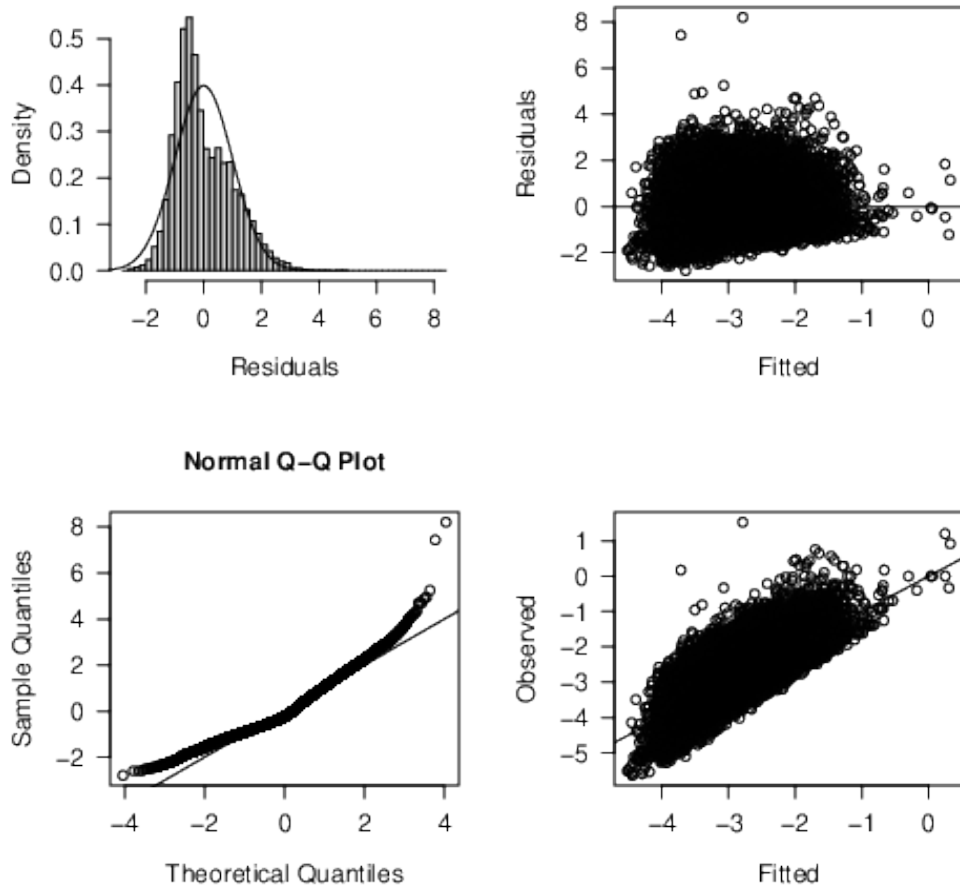 0.5
0.4
0.3
0.2
0.1
0.0
Density
−2 0 2 4 6 8
Residuals
8
6
4
2
0
−2
Residuals
−4 −3 −2 −1 0
Fitted
Normal Q−Q Plot
8
6
4
2
0
−2
Sample Quantiles
−4 −2 0 2 4
Theoretical Quantiles
1
0
−1
−2
−3
−4
−5
Observed
−4 −3 −2 −1 0
Fitted